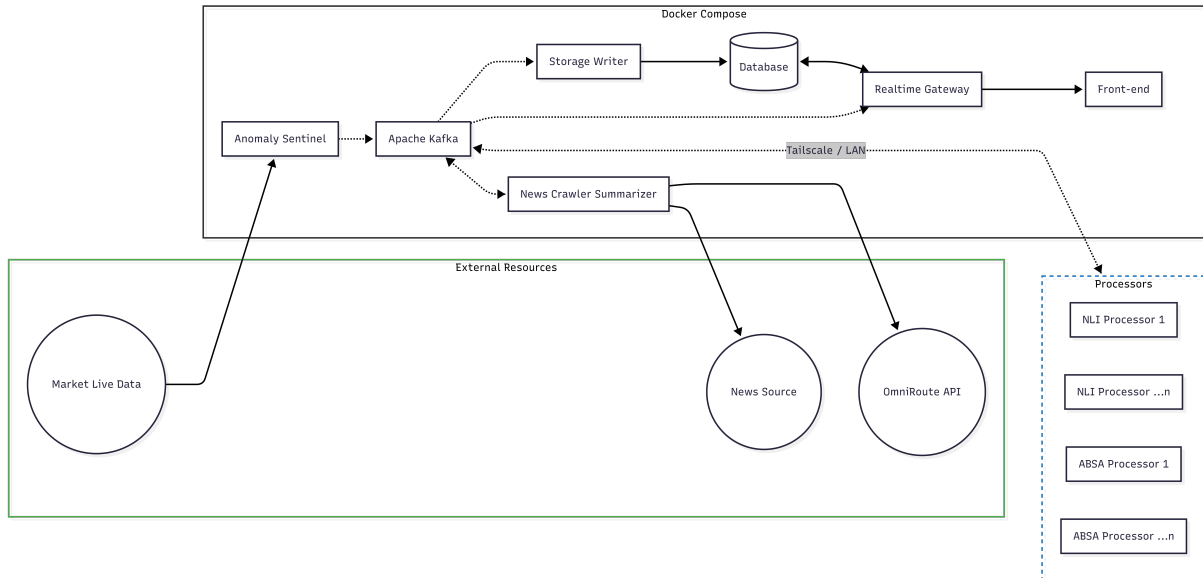 Docker Compose
Storage Writer
Database
Realtime Gateway
Front-end
Anomaly Sentinel
Apache Kafka
Tailscale / LAN
News Crawler Summarizer
External Resources
Processors
NLI Processor 1
Market Live Data
News Source
OmniRoute API
NLI Processor ...n
ABSA Processor 1
ABSA Processor ...n